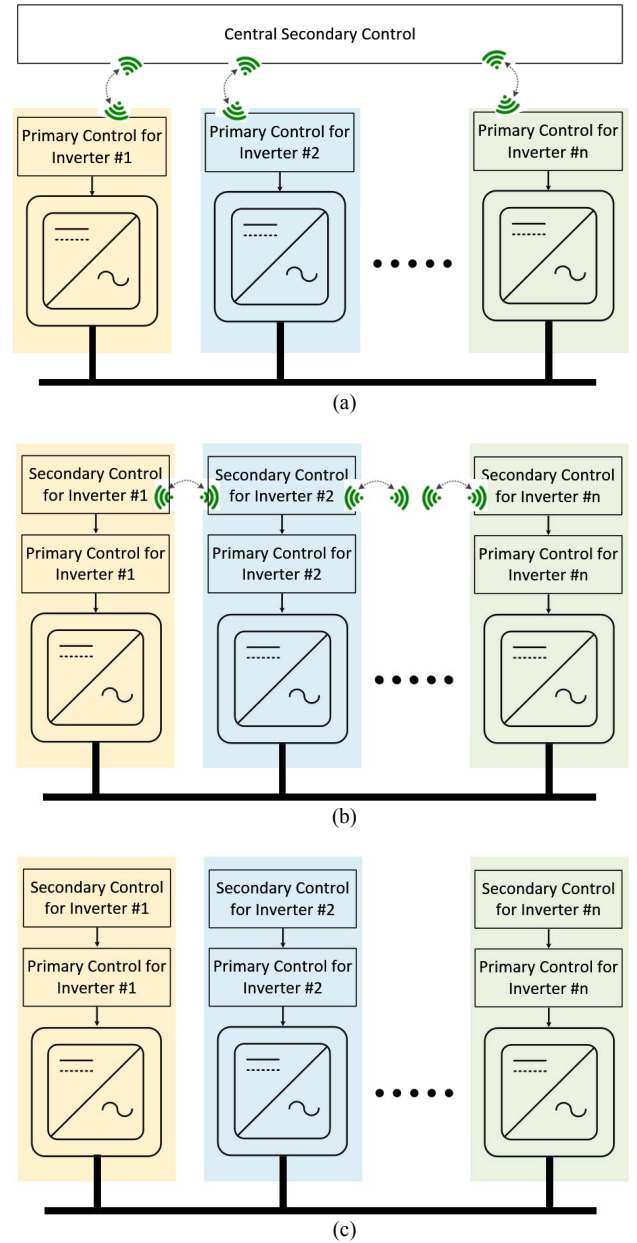 Central Secondary Control
Primary Control for
Inverter #1
Primary Control for
Inverter #2
Primary Control for
Inverter #n
(a)
Secondary Control
for Inverter #1
Secondary Control
for Inverter #2
Secondary Control
for Inverter #n
Primary Control for
Inverter #1
Primary Control for
Inverter #2
Primary Control for
Inverter #n
(b)
Secondary Control
for Inverter #1
Secondary Control
for Inverter #2
Secondary Control
for Inverter #n
Primary Control for
Inverter #1
Primary Control for
Inverter #2
Primary Control for
Inverter #n
(c)